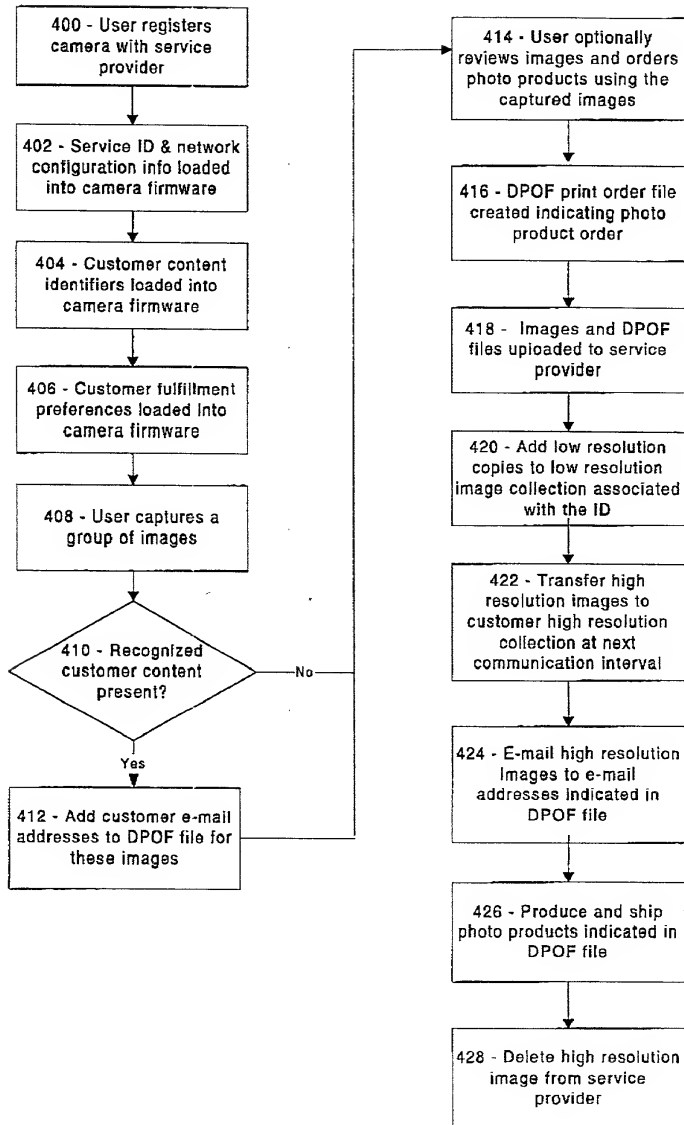 400 - User registers
camera with service
provider
402 - Service ID & network
configuration info loaded
into camera firmware
404 - Customer content
identifiers loaded into
camera firmware
406 - Customer fulfillment
preferences loaded into
camera firmware
408 - User captures a
group of images
410 - Recognized
customer content
present?
No
Yes
412 - Add customer e-mail
addresses to DPOF file for
these images
414 - User optionally
reviews images and orders
photo products using the
captured images
416 - DPOF print order file
created indicating photo
product order
418 - Images and DPOF
files uploaded to service
provider
420 - Add low resolution
copies to low resolution
image collection associated
with the ID
422 - Transfer high
resolution images to
customer high resolution
collection at next
communication interval
424 - E-mail high resolution
Images to e-mail
addresses indicated in
DPOF file
426 - Produce and ship
photo products indicated in
DPOF file
428 - Delete high resolution
image from service
provider